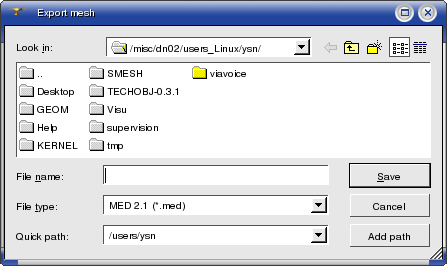 Export mesh
Look in: /misc/dn02/users_Linux/ysn/
.. SMESH viavoice
Desktop TECHOBJ-0.3.1
GEOM Visu
Help supervision
KERNEL tmp
File name: Save
File type: MED 2.1 (*.med) Cancel
Quick path: /users/ysn Add path